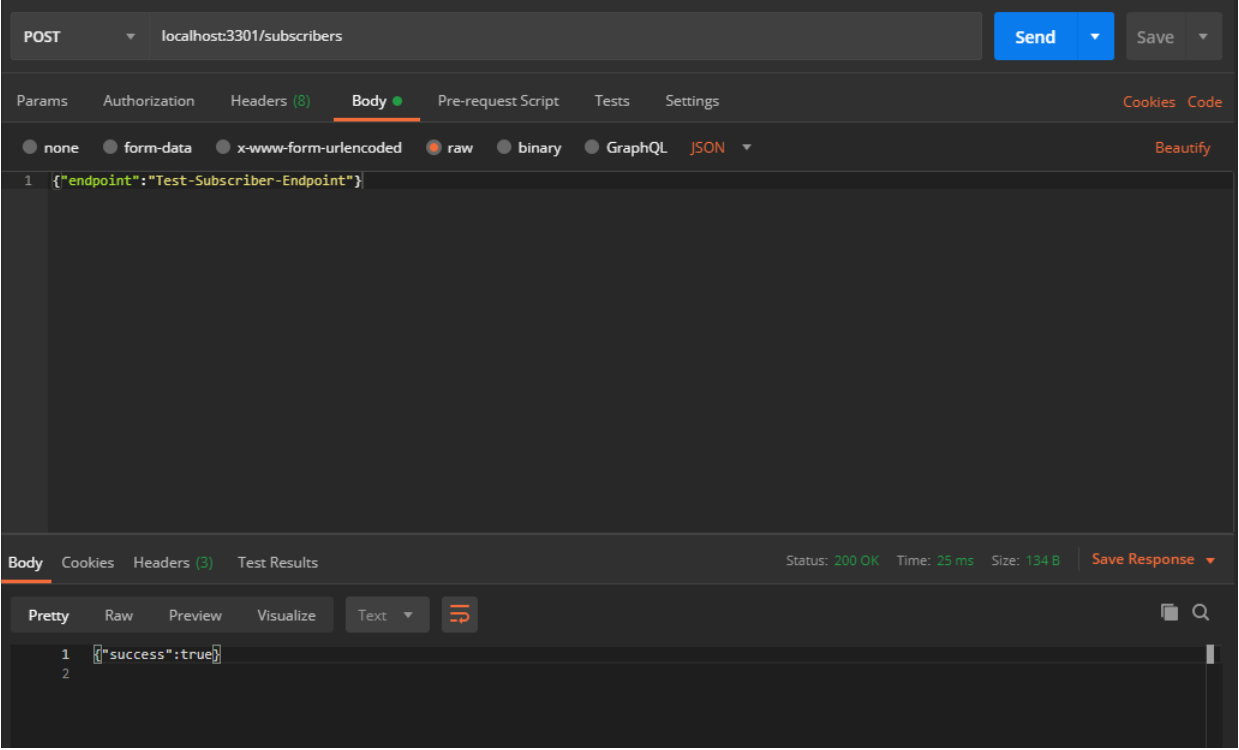 POST localhost:3301/subscribers Send Save
Params Authorization Headers (8) Body Pre-request Script Tests Settings Cookies Code
none form-data x-www-form-urlencoded raw binary GraphQL JSON Beautify
1 {"endpoint":"Test-Subscriber-Endpoint"}
Body Cookies Headers (3) Test Results Status: 200 OK Time: 25 ms Size: 134 B Save Response
Pretty Raw Preview Visualize Text
1 {"success":true}
2